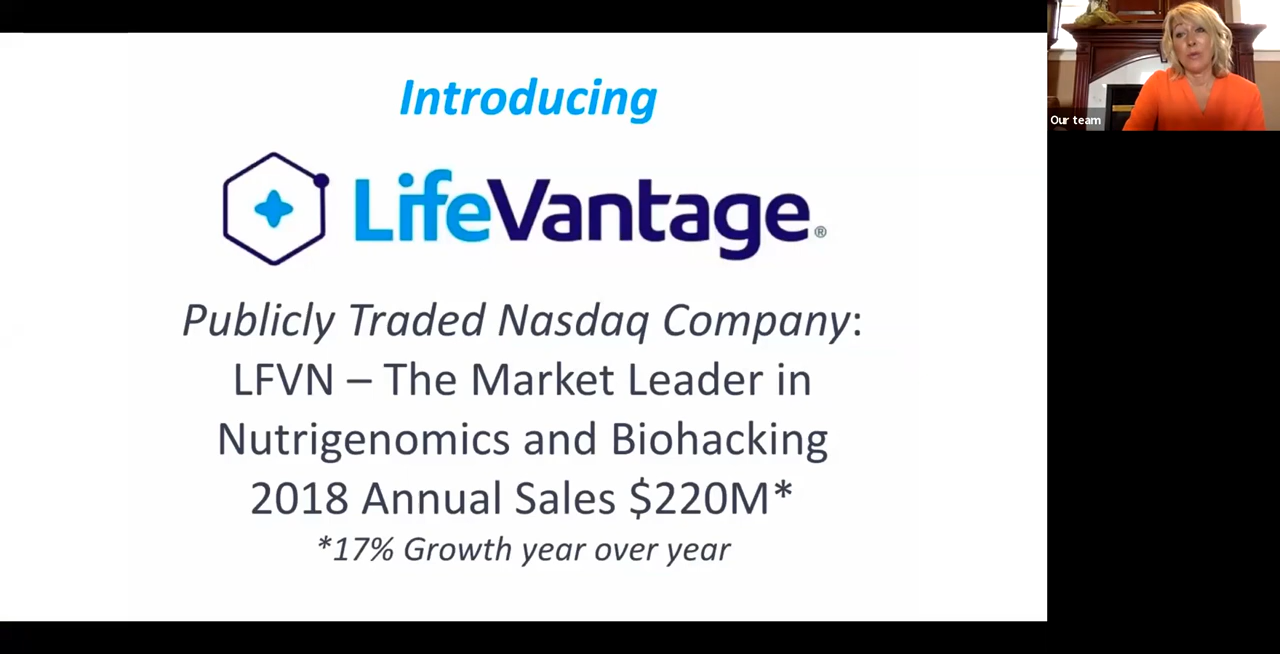 Introducing
LifeVantage®
Publicly Traded Nasdaq Company:
LFVN – The Market Leader in
Nutrigenomics and Biohacking
2018 Annual Sales $220M*
*17% Growth year over year
Our team